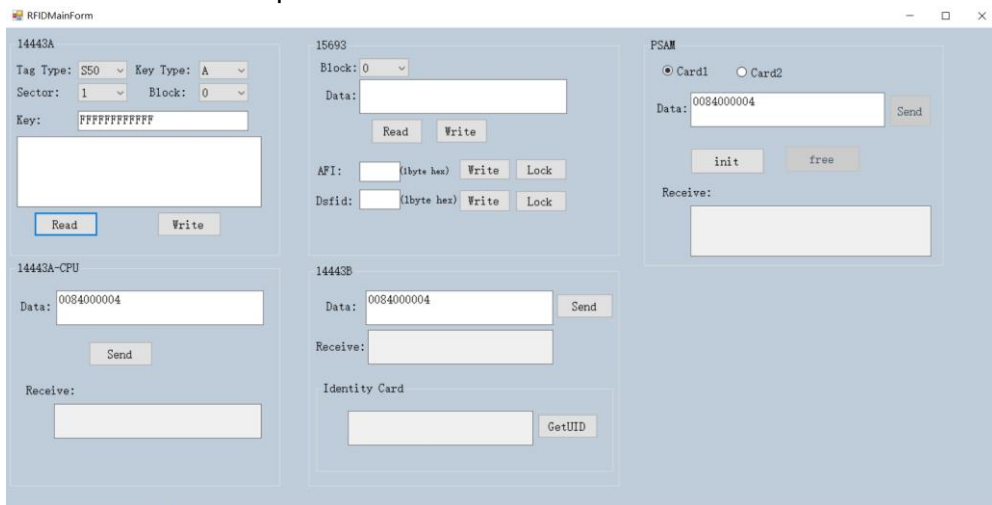 RFIDMainForm
14443A
Tag Type: S50 Key Type: A
Sector: 1 Block: 0
Key: FFFFFFFFFFFF
Read Write
14443A-CPU
Data: 0084000004
Send
Receive:
15693
Block: 0
Data:
Read Write
AFI: (1byte hex) Write Lock
Dsfid: (1byte hex) Write Lock
14443B
Data: 0084000004 Send
Receive:
Identity Card
GetUID
PSAM
Card1 Card2
Data: 0084000004 Send
init free
Receive: